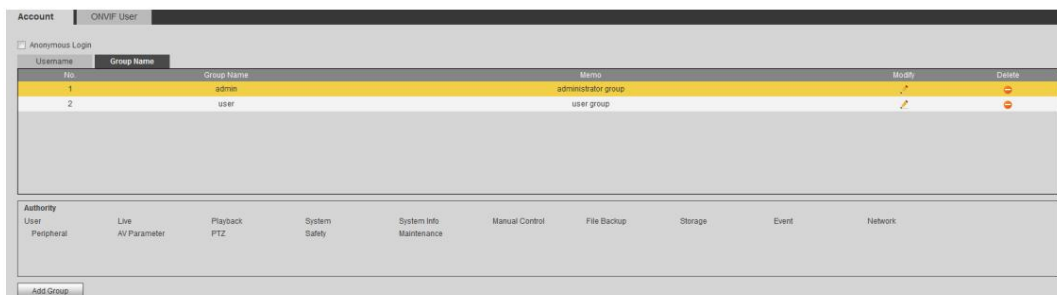 Account ONVIF User
Anonymous Login
Username Group Name
No. Group Name Memo Modify Delete
1 admin administrator group
2 user user group
Authority
User Live Playback System System Info Manual Control File Backup Storage Event Network
Peripheral AV Parameter PTZ Safety Maintenance
Add Group